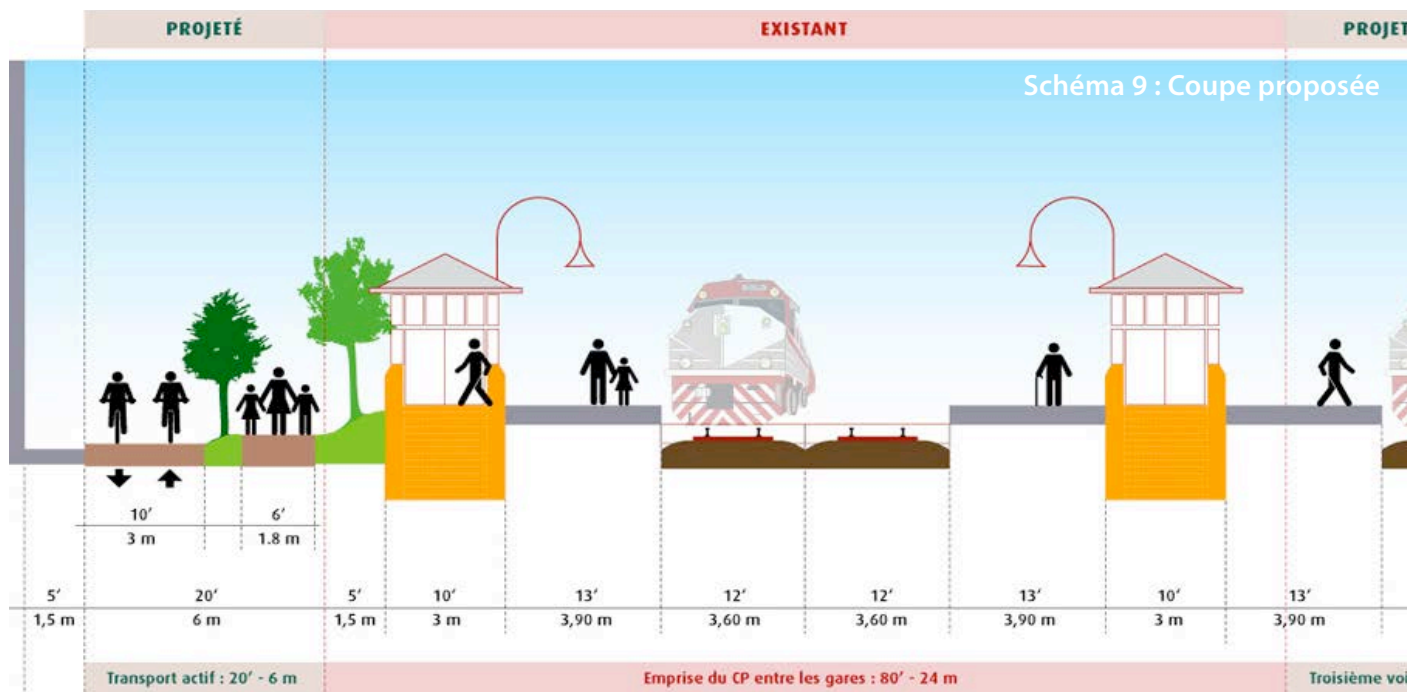 PROJETÉ EXISTANT PROJET
Schéma 9 : Coupe proposée
10' 6'
3 m 1.8 m
5' 20' 5' 10' 13' 12' 12' 13' 10' 13'
1,5 m 6 m 1,5 m 3 m 3,90 m 3,60 m 3,60 m 3,90 m 3 m 3,90 m
Transport actif : 20' - 6 m Emprise du CP entre les gares : 80' - 24 m Troisième voi